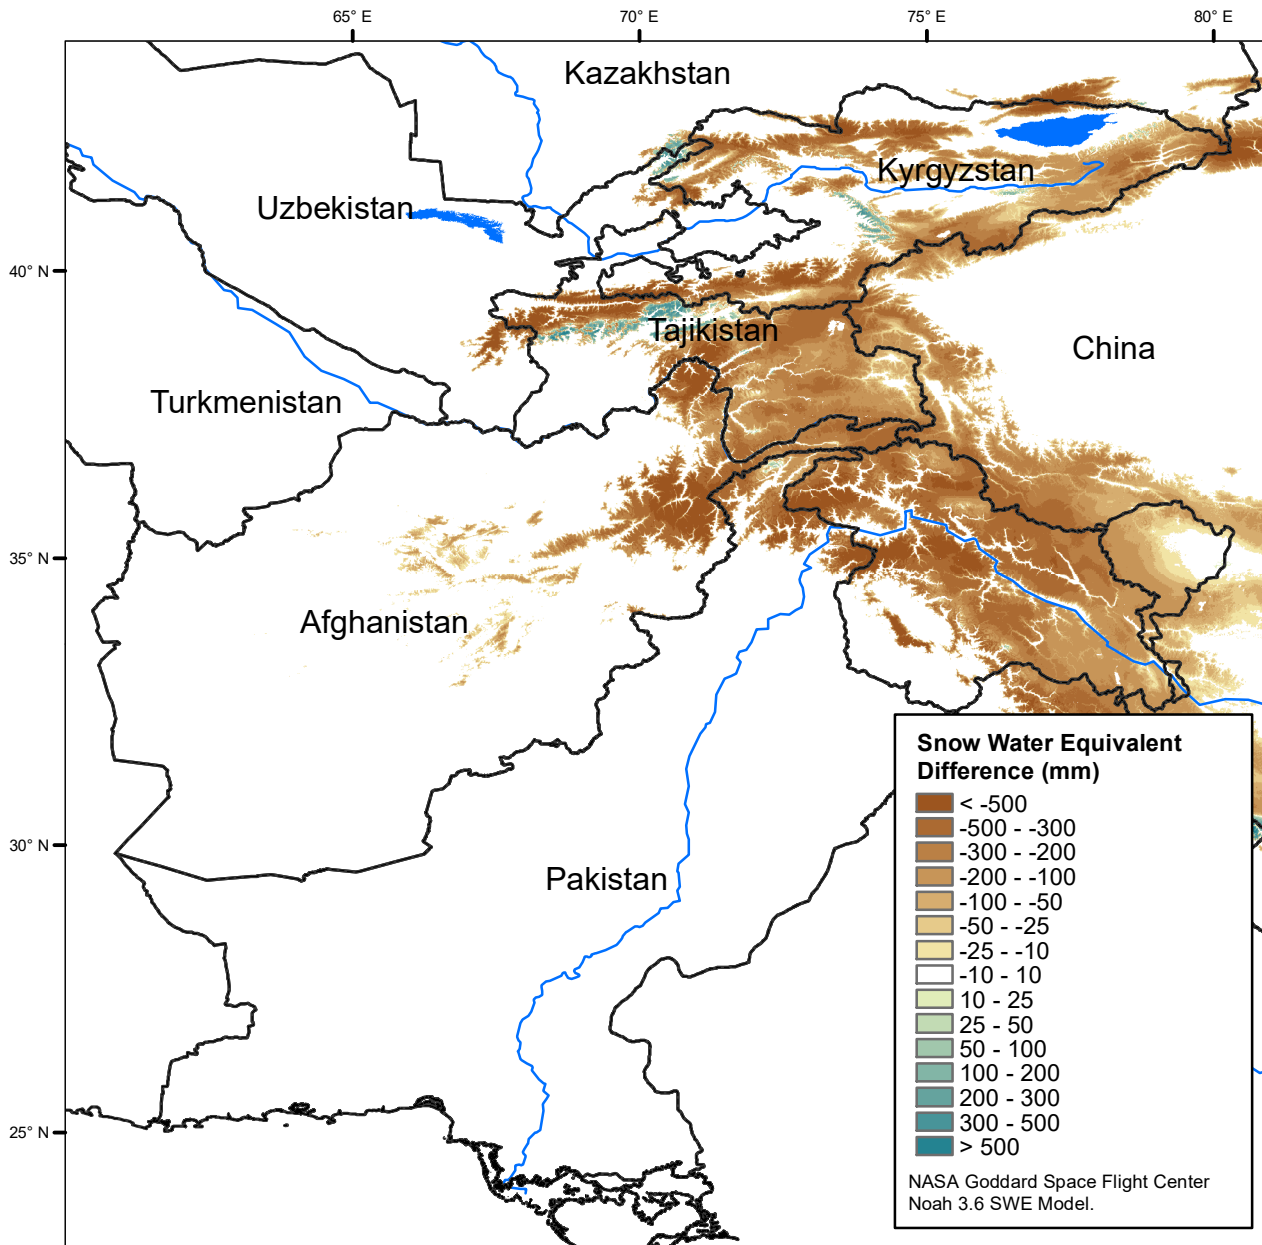 65° E
70° E
75° E
80° E
Kazakhstan
Kyrgyzstan
Uzbekistan
40° N
Tajikistan
China
Turkmenistan
35° N
Afghanistan
Snow Water Equivalent
Difference (mm)
< -500
-500 - -300
-300 - -200
-200 - -100
-100 - -50
-50 - -25
-25 - -10
-10 - 10
10 - 25
25 - 50
50 - 100
100 - 200
200 - 300
300 - 500
> 500
30° N
Pakistan
25° N
NASA Goddard Space Flight Center
Noah 3.6 SWE Model.